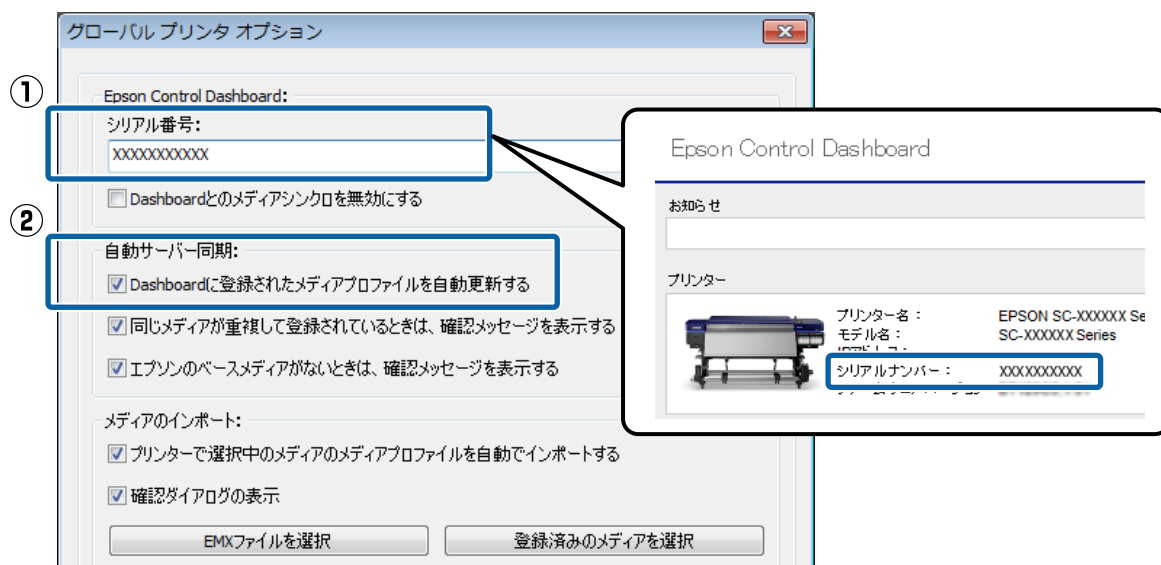 グローバル プリンタ オプション
①
Epson Control Dashboard:
シリアル番号:
XXXXXXXXXXX
Dashboardとのメディアシンクロを無効にする
②
自動サーバー同期:
Dashboardに登録されたメディアプロファイルを自動更新する
同じメディアが重複して登録されているときは、確認メッセージを表示する
エプソンのベースメディアがないときは、確認メッセージを表示する
メディアのインポート:
プリンターで選択中のメディアのメディアプロファイルを自動でインポートする
確認ダイアログの表示
EMXファイルを選択
登録済みのメディアを選択
Epson Control Dashboard
お知らせ
プリンター
プリンター名: EPSON SC-XXXXXX Se
モデル名: SC-XXXXXX Series
シリアルナンバー: XXXXXXXXXX